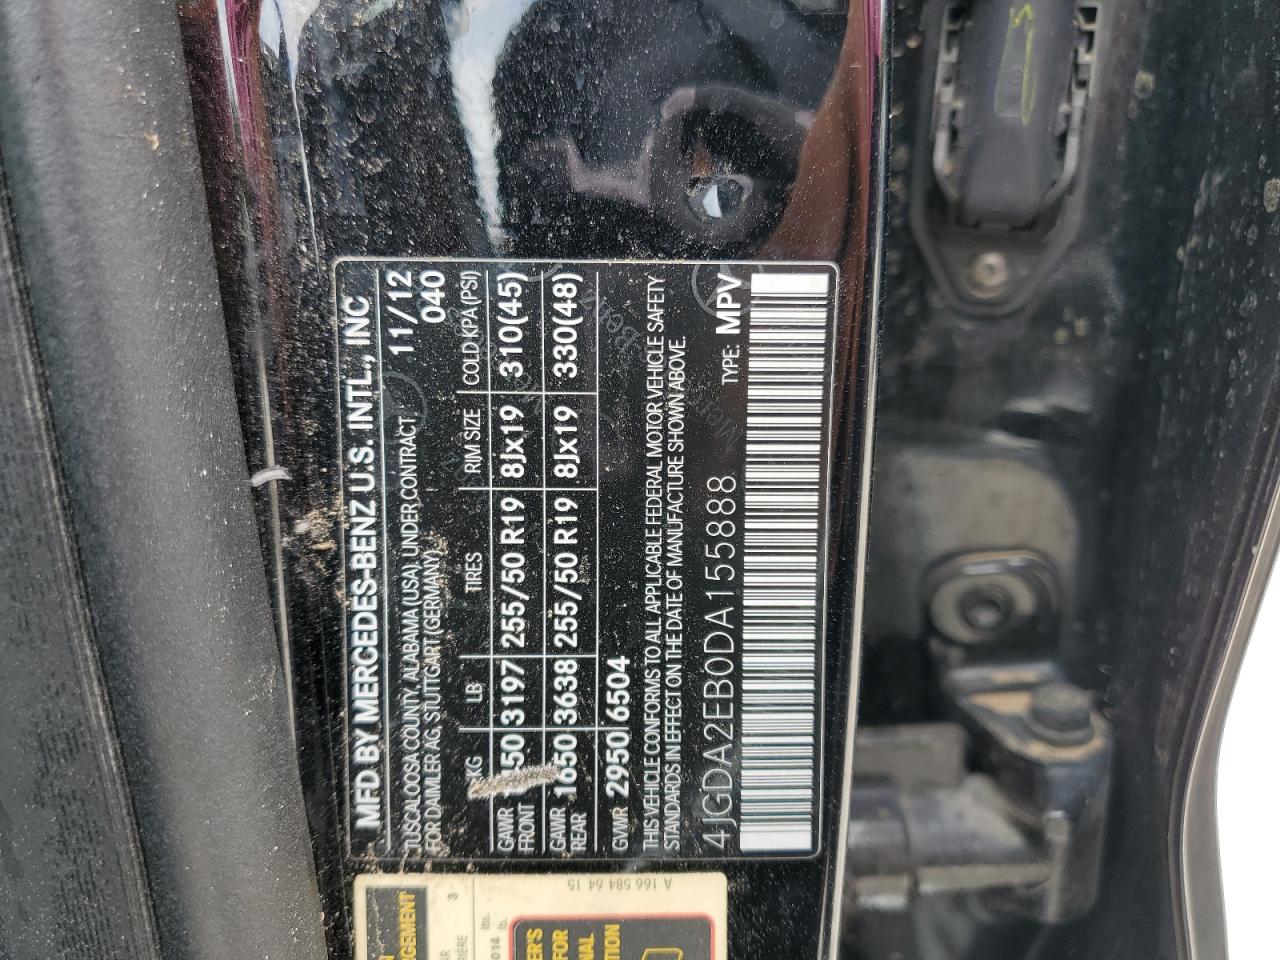 MFD BY MERCEDES-BENZ U.S. INTL., INC
TUSCALOOSA COUNTY, ALABAMA (USA), UNDER CONTRACT 11/12
FOR DAIMLER AG, STUTTGART (GERMANY) 040
KG LB TIRES RIM SIZE COLD KPA (PSI)
GAWR FRONT 450 3197 255/50 R19 8Jx19 310(45)
GAWR REAR 1650 3638 255/50 R19 8Jx19 330(48)
GVWR 2950 6504
THIS VEHICLE CONFORMS TO ALL APPLICABLE FEDERAL MOTOR VEHICLE SAFETY
STANDARDS IN EFFECT ON THE DATE OF MANUFACTURE SHOWN ABOVE.
4JGDA2EB0DA155888 TYPE: MPV
A 166 584 64 15